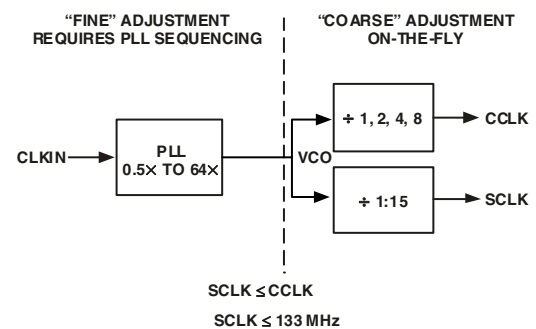 “FINE” ADJUSTMENT
REQUIRES PLL SEQUENCING
“COARSE” ADJUSTMENT
ON-THE-FLY
CLKIN
PLL
0.5× TO 64×
VCO
÷ 1, 2, 4, 8
CCLK
÷ 1:15
SCLK
SCLK ≤ CCLK
SCLK ≤ 133 MHz